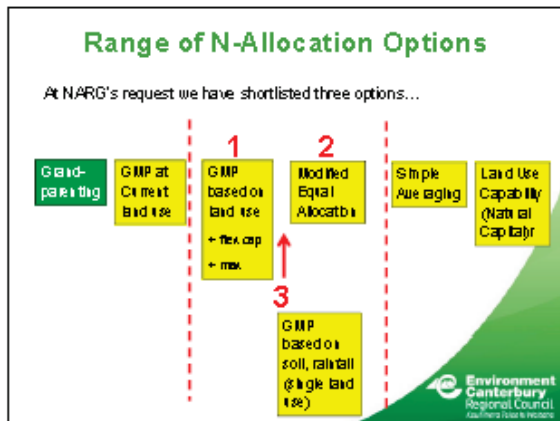 Range of N-Allocation Options
At NARG's request we have shortlisted three options...
1
2
Grand-
parenting
GMP at
Current
land use
GMP
based on
land use
+ flex cap
+ max
Modified
Equal
Allocation
Simple
Averaging
Land Use
Capability
(Natural
Capital)
3
GMP
based on
soil, rainfall
(single land
use)
Environment
Canterbury
Regional Council